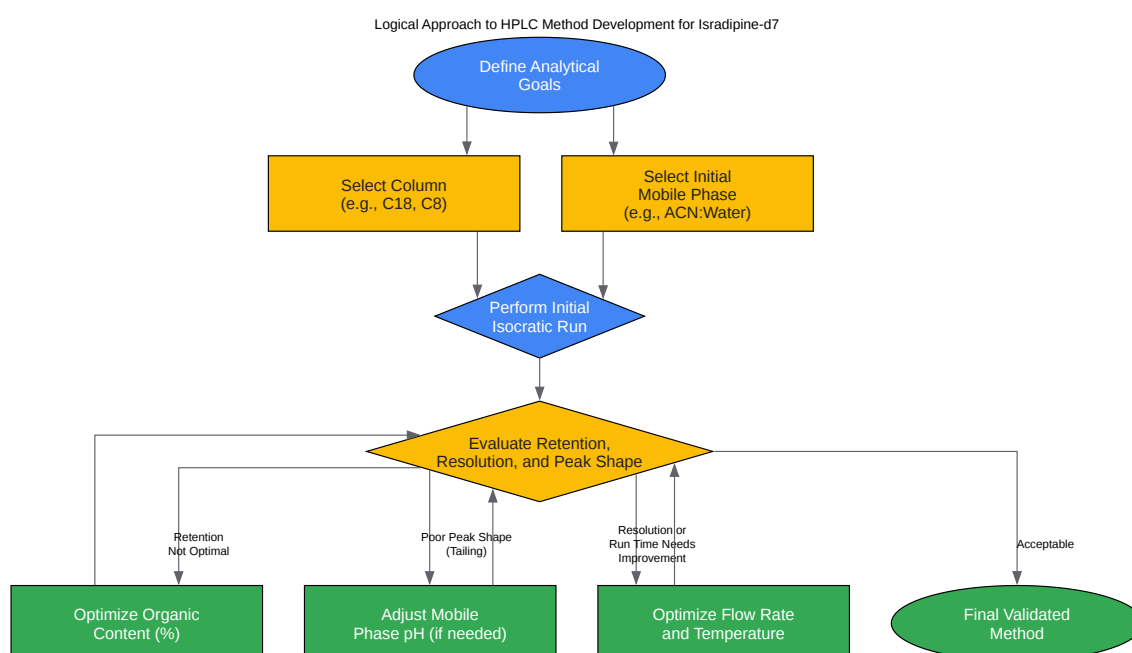 Logical Approach to HPLC Method Development for Isradipine-d7
Define Analytical
Goals
Select Column
(e.g., C18, C8)
Select Initial
Mobile Phase
(e.g., ACN:Water)
Perform Initial
Isocratic Run
Evaluate Retention,
Resolution, and Peak Shape
Retention
Not Optimal
Poor Peak Shape
(Tailing)
Resolution or
Run Time Needs
Improvement
Acceptable
Optimize Organic
Content (%)
Adjust Mobile
Phase pH (if needed)
Optimize Flow Rate
and Temperature
Final Validated
Method